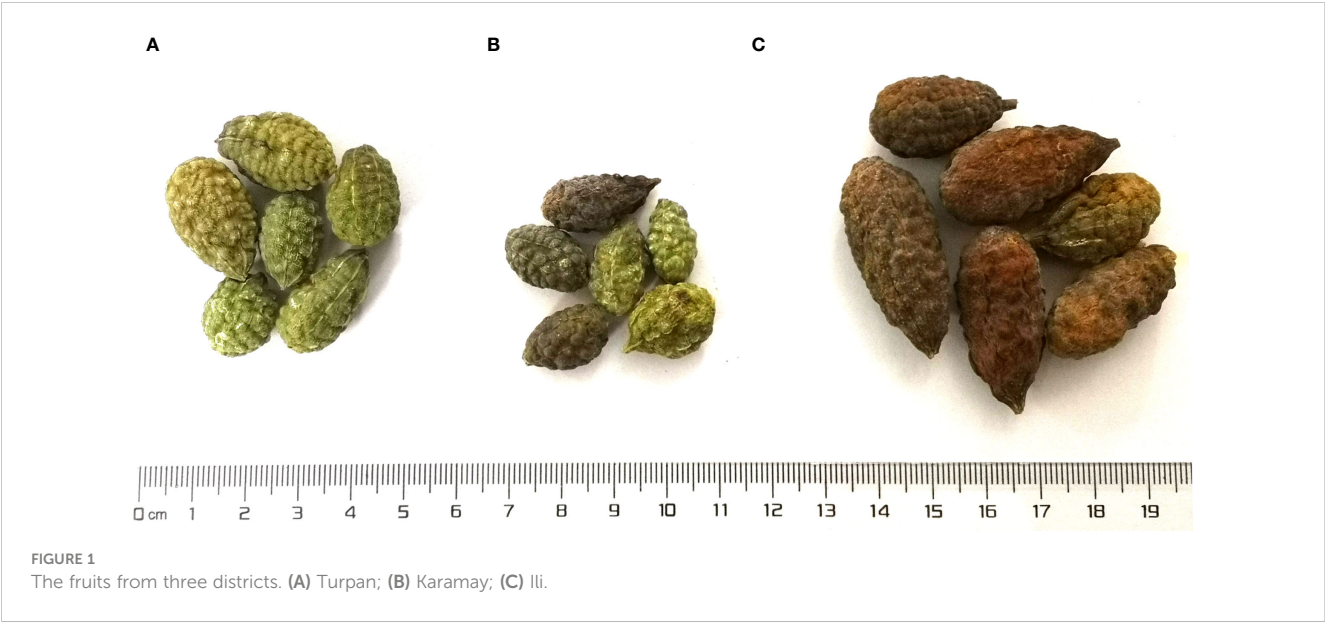 A B C
0 cm 1 2 3 4 5 6 7 8 9 10 11 12 13 14 15 16 17 18 19
FIGURE 1
The fruits from three districts. (A) Turpan; (B) Karamay; (C) Ili.